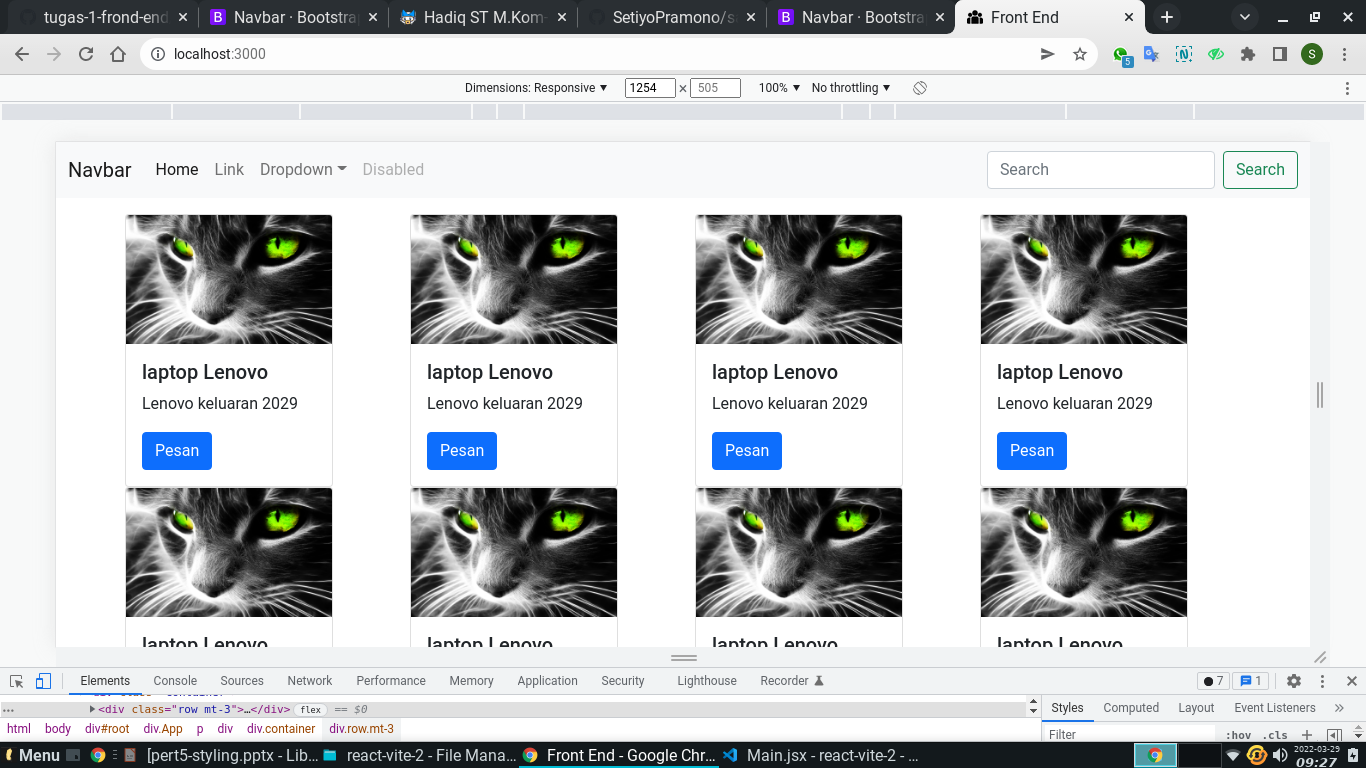 tugas-1-frond-end
Navbar · Bootstra
Hadiq ST M.Kom-
SetiyoPramono/s
Navbar · Bootstra
Front End
localhost:3000
S
5
Dimensions: Responsive
1254 × 505
100%
No throttling
Navbar Home Link Dropdown Disabled Search Search
laptop Lenovo laptop Lenovo laptop Lenovo laptop Lenovo
Lenovo keluaran 2029 Lenovo keluaran 2029 Lenovo keluaran 2029 Lenovo keluaran 2029
Pesan Pesan Pesan Pesan
laptop Lenovo laptop Lenovo laptop Lenovo laptop Lenovo
Elements Console Sources Network Performance Memory Application Security Lighthouse Recorder 7 1
<div class="row mt-3">…</div> flex == $0
Styles Computed Layout Event Listeners
html body div#root div.App p div div.container div.row.mt-3
Filter :hov .cls
Menu [pert5-styling.pptx - Lib... react-vite-2 - File Mana... Front End - Google Chr... Main.jsx - react-vite-2 - ...
2022-03-29
09:27